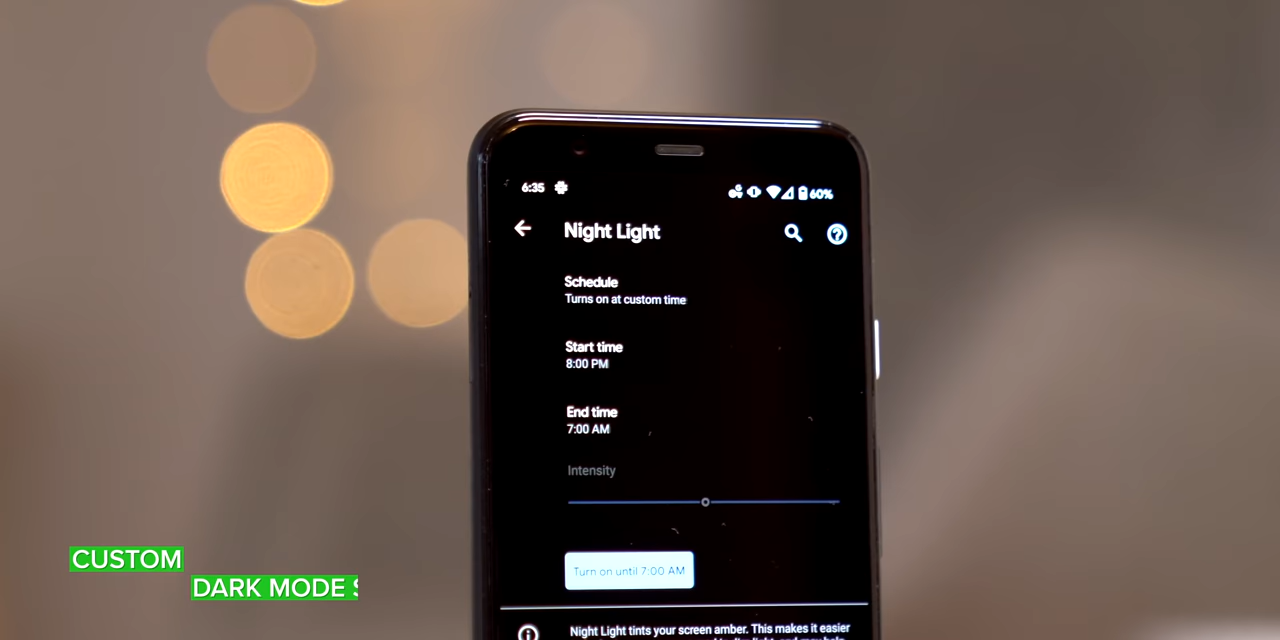 6:35
60%
Night Light
Schedule
Turns on at custom time
Start time
8:00 PM
End time
7:00 AM
Intensity
Turn on until 7:00 AM
Night Light tints your screen amber. This makes it easier
CUSTOM
DARK MODE